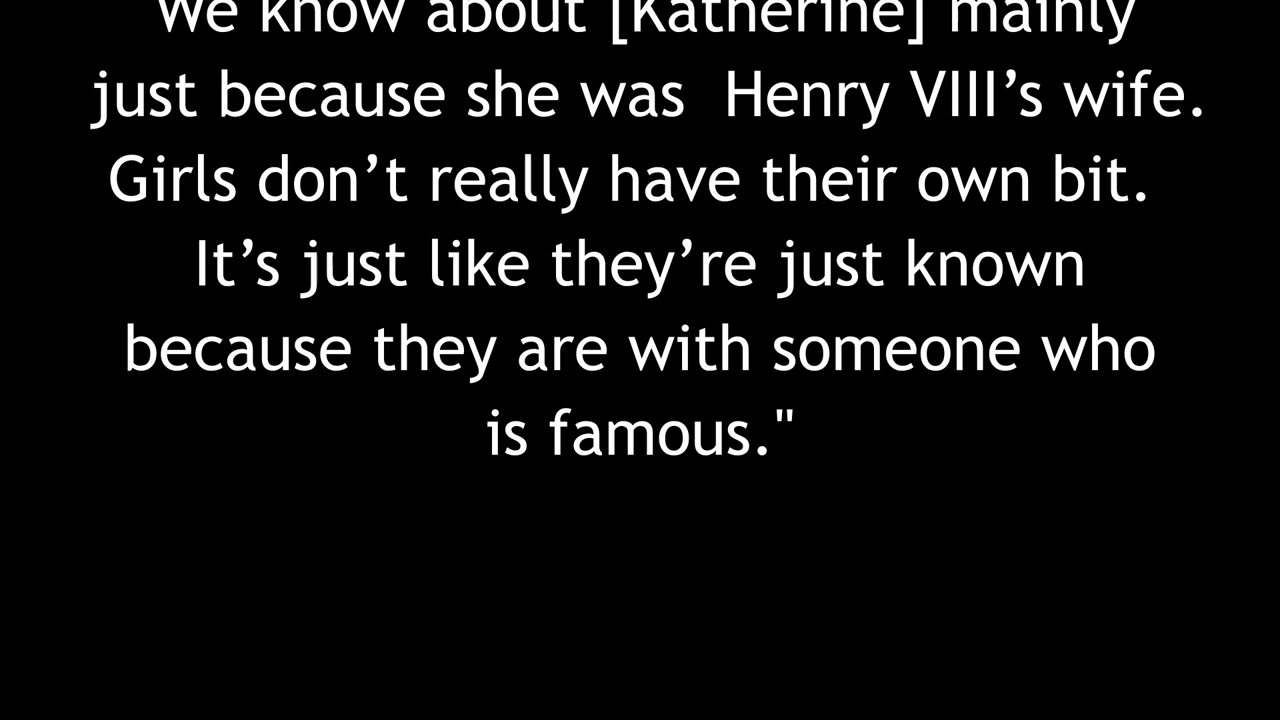 We know about [Katherine] mainly
just because she was  Henry VIII’s wife.
Girls don’t really have their own bit.
It’s just like they’re just known
because they are with someone who
is famous."